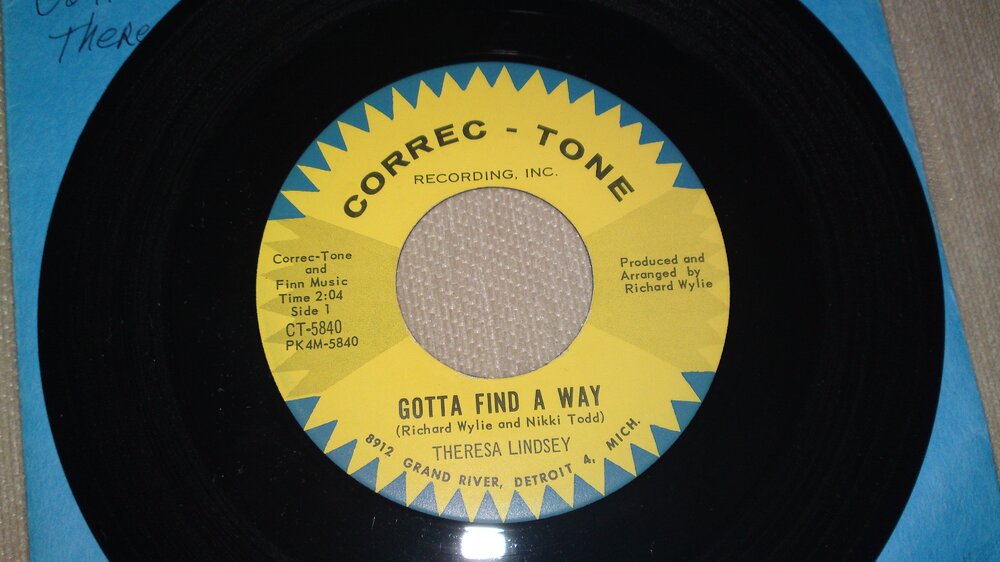 CORREC - TONE
RECORDING, INC.
Correc-Tone
and
Finn Music
Time 2:04
Side 1
CT-5840
PK4M-5840
Produced and
Arranged by
Richard Wylie
GOTTA FIND A WAY
(Richard Wylie and Nikki Todd)
THERESA LINDSEY
8912 GRAND RIVER, DETROIT 4, MICH.